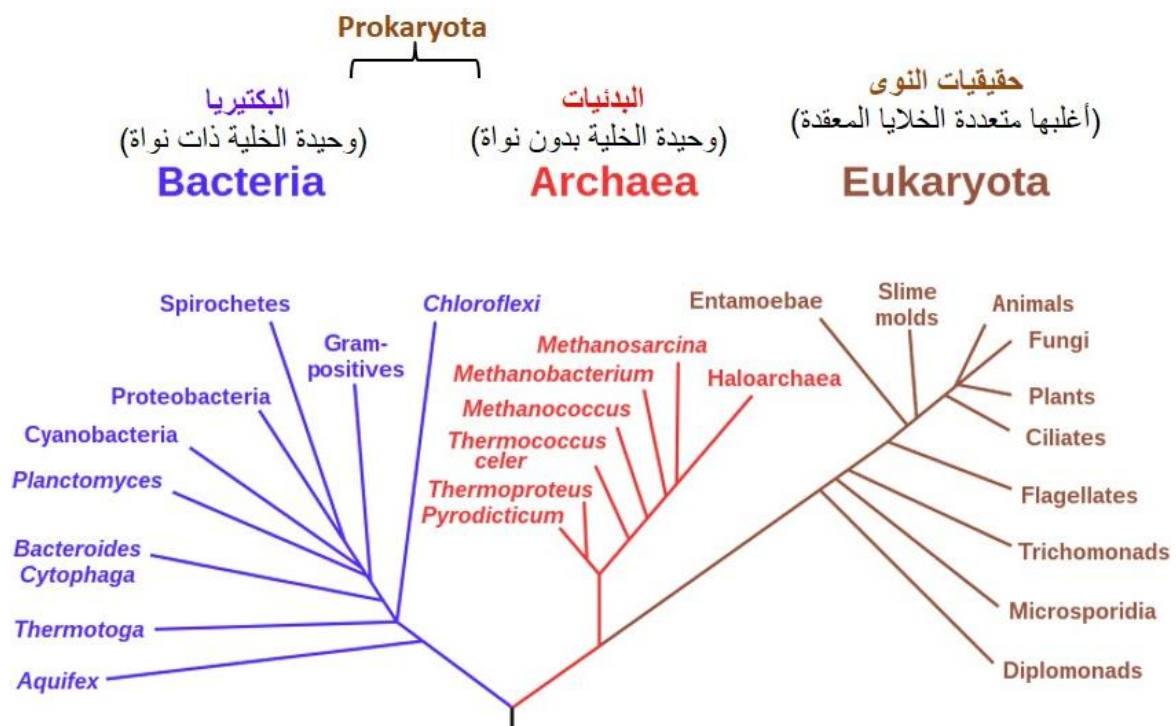 Prokaryota
البكتيريا
(وحيدة الخلية ذات نواة)
Bacteria
البدئيات
(وحيدة الخلية بدون نواة)
Archaea
حقيقيات النوى
(أغلبها متعددة الخلايا المعقدة)
Eukaryota
Spirochetes
Chloroflexi
Gram-
positives
Proteobacteria
Cyanobacteria
Planctomyces
Bacteroides
Cytophaga
Thermotoga
Aquifex
Methanosarcina
Methanobacterium
Haloarchaea
Methanococcus
Thermococcus
celer
Thermoproteus
Pyrodicticum
Entamoebae
Slime
molds
Animals
Fungi
Plants
Ciliates
Flagellates
Trichomonads
Microsporidia
Diplomonads